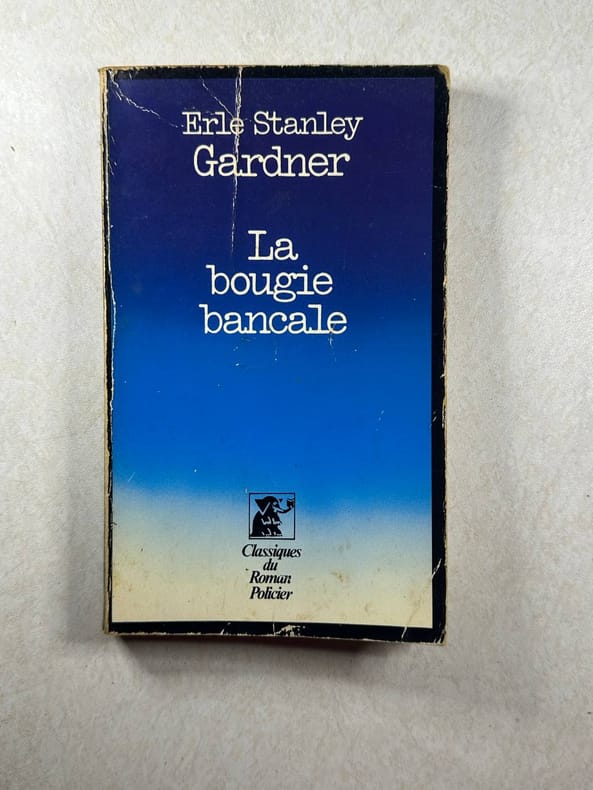 Erle Stanley
Gardner
La
bougie
bancale
Classiques
du
Roman
Policier